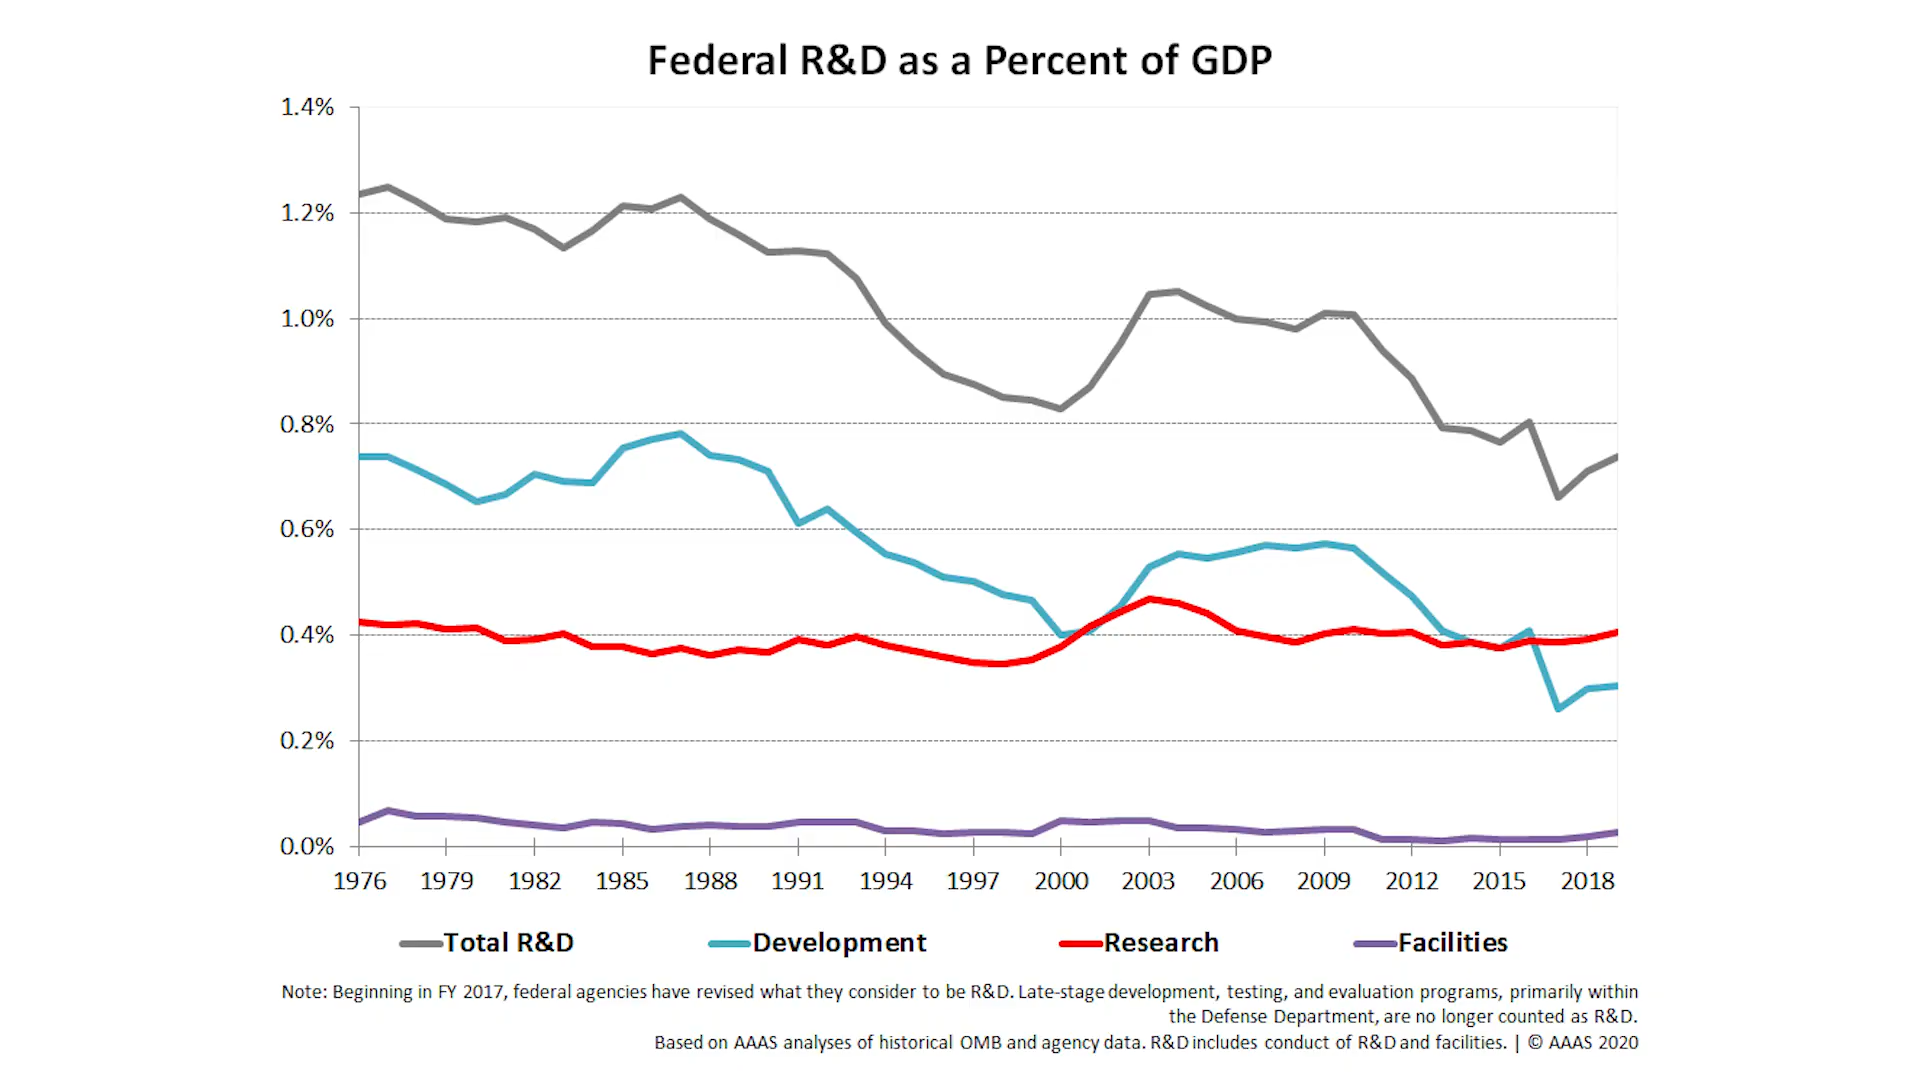 Federal R&D as a Percent of GDP
1.4%
1.2%
1.0%
0.8%
0.6%
0.4%
0.2%
0.0%
1976 1979 1982 1985 1988 1991 1994 1997 2000 2003 2006 2009 2012 2015 2018
Total R&D Development Research Facilities
Note: Beginning in FY 2017, federal agencies have revised what they consider to be R&D. Late-stage development, testing, and evaluation programs, primarily within
the Defense Department, are no longer counted as R&D.
Based on AAAS analyses of historical OMB and agency data. R&D includes conduct of R&D and facilities. | © AAAS 2020